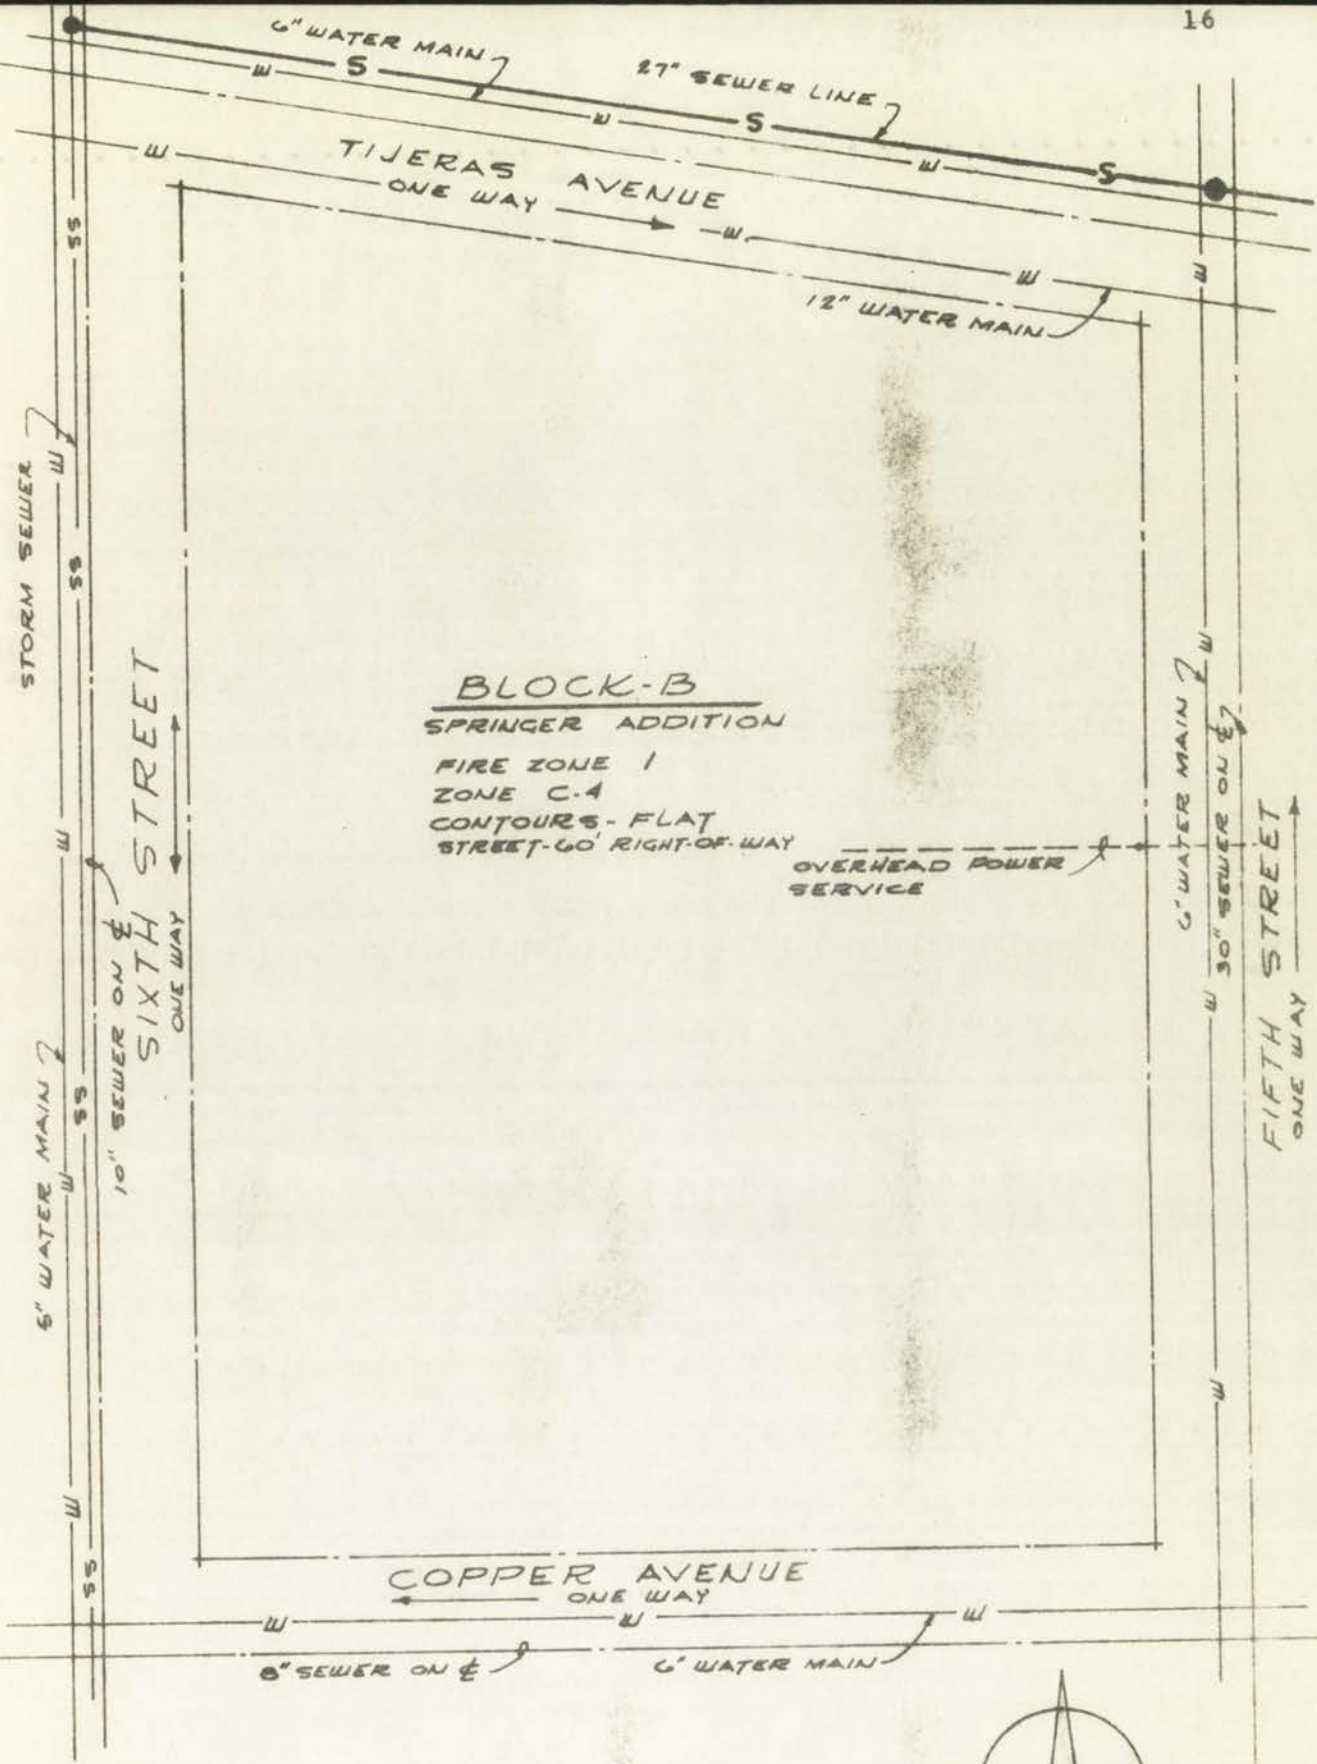 16
6" WATER MAIN
27" SEWER LINE
S
W
W
S
W
S
TIJERAS AVENUE
ONE WAY
W
W
W
12" WATER MAIN
W
SS
STORM SEWER
W
SS
SIXTH STREET
ONE WAY
W
10" SEWER ON ℄
6" WATER MAIN
SS
W
W
SS
BLOCK-B
SPRINGER ADDITION
FIRE ZONE 1
ZONE C-4
CONTOURS - FLAT
STREET-60' RIGHT-OF-WAY
OVERHEAD POWER
SERVICE
W
6" WATER MAIN
30" SEWER ON ℄
W
FIFTH STREET
ONE WAY
W
COPPER AVENUE
ONE WAY
W
W
W
8" SEWER ON ℄
6" WATER MAIN